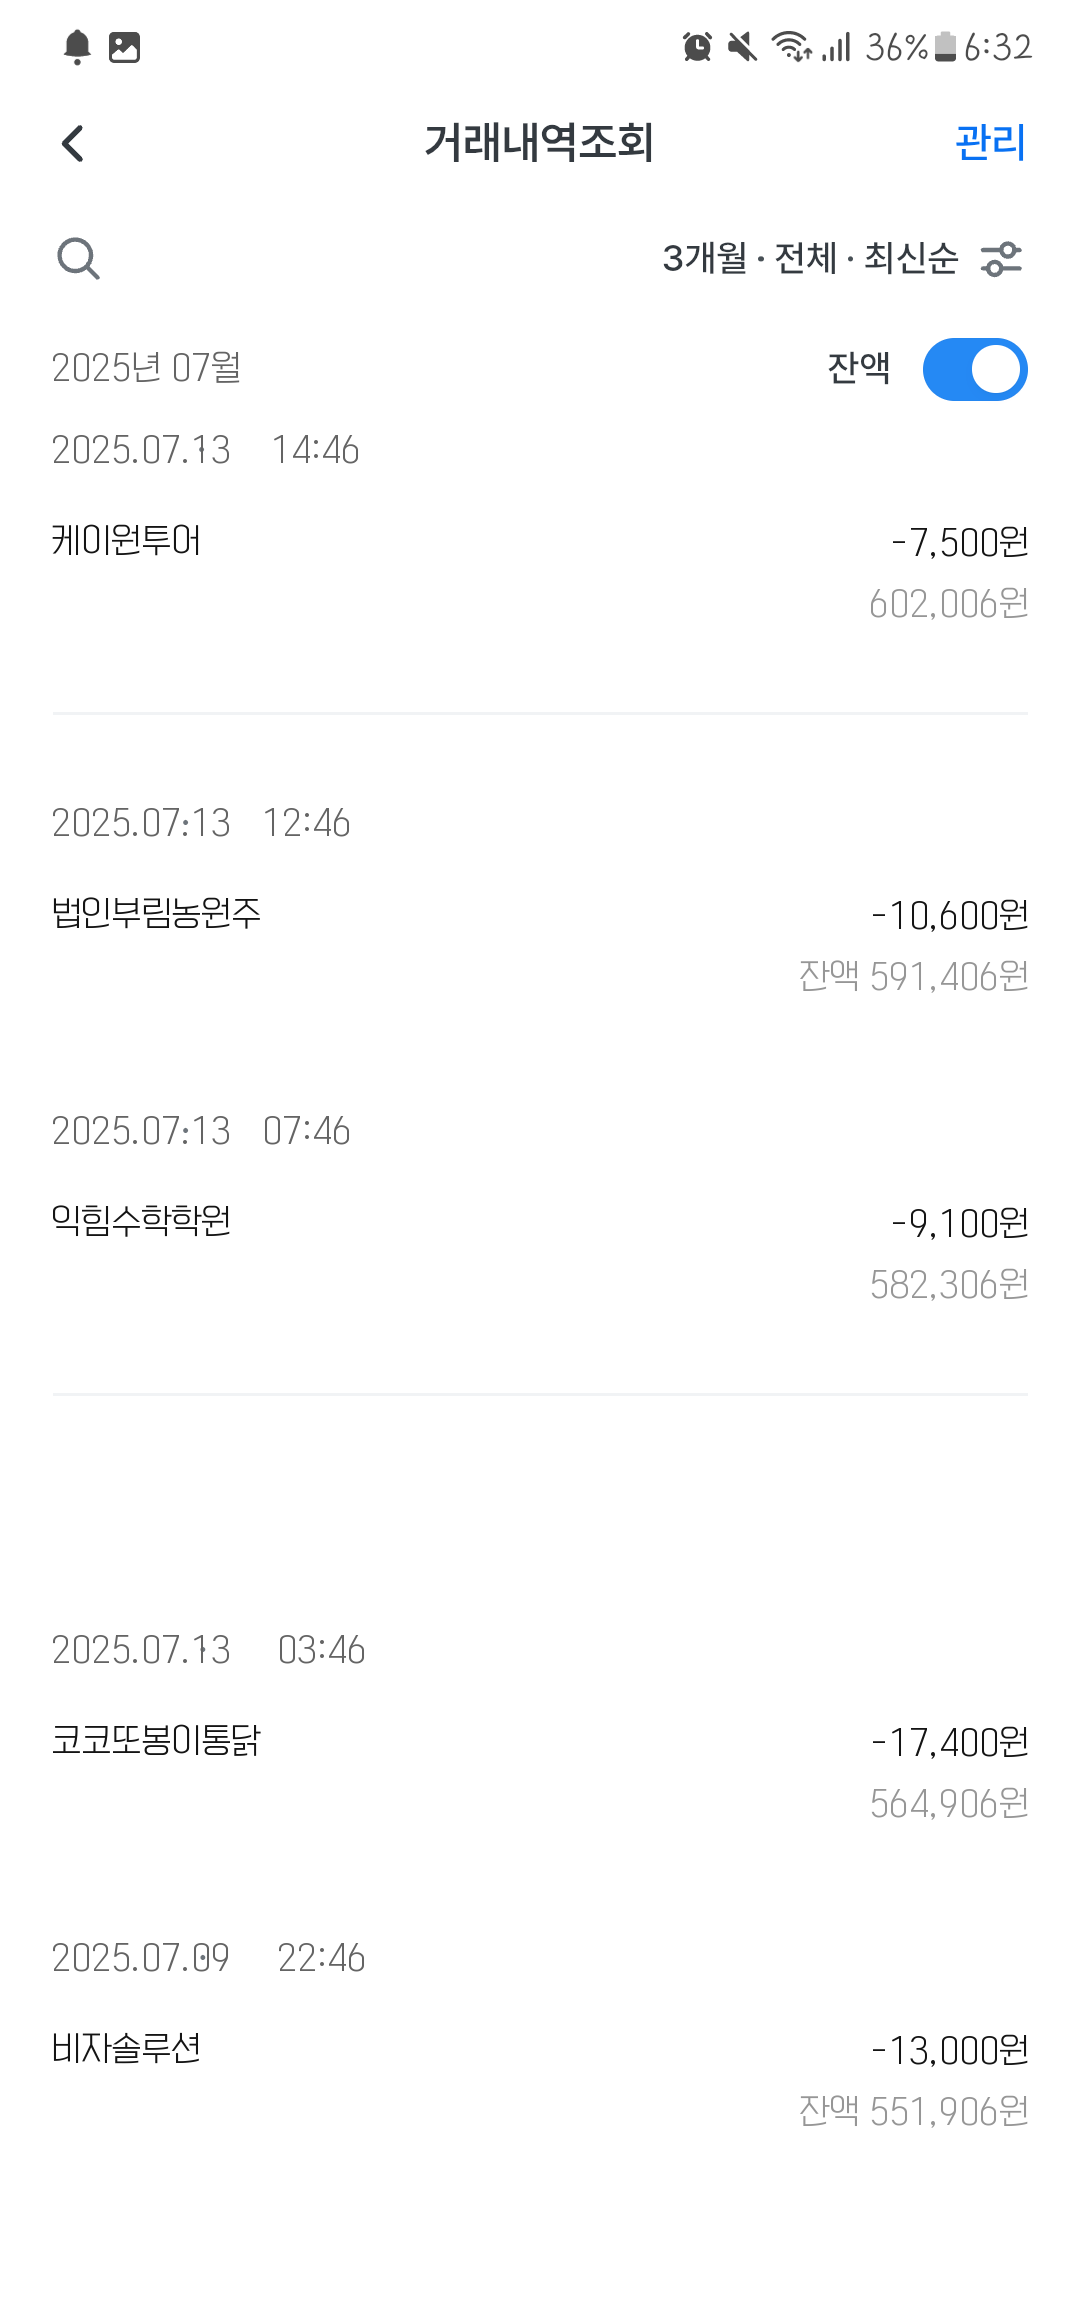 36% 6:32
거래내역조회 관리
3개월 · 전체 · 최신순
2025년 07월 잔액
2025.07.13 14:46
케이원투어 -7,500원
602,006원
2025.07.13 12:46
법인부림농원주 -10,600원
잔액 591,406원
2025.07.13 07:46
익힘수학학원 -9,100원
582,306원
2025.07.13 03:46
코코또봉이통닭 -17,400원
564,906원
2025.07.09 22:46
비자솔루션 -13,000원
잔액 551,906원